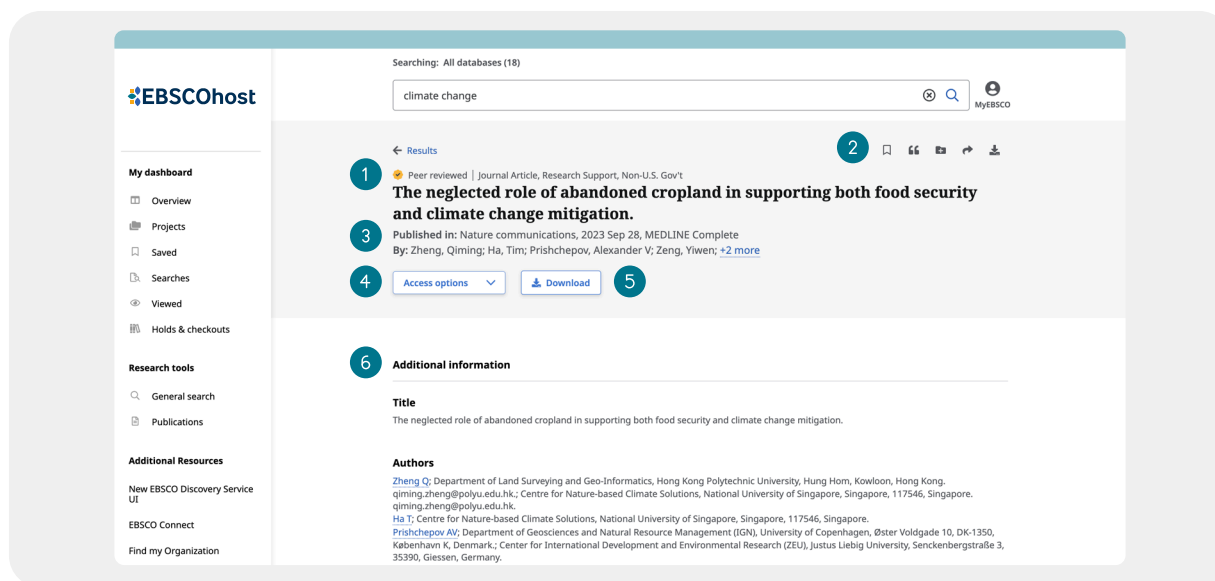 Searching: All databases (18)
EBSCOhost
climate change
MyEBSCO
2
Results
1
Peer reviewed | Journal Article, Research Support, Non-U.S. Gov't
The neglected role of abandoned cropland in supporting both food security
and climate change mitigation.
3
Published in: Nature communications, 2023 Sep 28, MEDLINE Complete
By: Zheng, Qiming; Ha, Tim; Prishchepov, Alexander V; Zeng, Yiwen; +2 more
4
Access options
Download
5
My dashboard
Overview
Projects
Saved
Searches
Viewed
Holds & checkouts
Research tools
General search
Publications
Additional Resources
New EBSCO Discovery Service
UI
EBSCO Connect
Find my Organization
6
Additional information
Title
The neglected role of abandoned cropland in supporting both food security and climate change mitigation.
Authors
Zheng Q; Department of Land Surveying and Geo-Informatics, Hong Kong Polytechnic University, Hung Hom, Kowloon, Hong Kong.
qiming.zheng@polyu.edu.hk.; Centre for Nature-based Climate Solutions, National University of Singapore, Singapore, 117546, Singapore.
qiming.zheng@polyu.edu.hk.
Ha T; Centre for Nature-based Climate Solutions, National University of Singapore, Singapore, 117546, Singapore.
Prishchepov AV; Department of Geosciences and Natural Resource Management (IGN), University of Copenhagen, Øster Voldgade 10, DK-1350,
København K, Denmark.; Center for International Development and Environmental Research (ZEU), Justus Liebig University, Senckenbergstraße 3,
35390, Giessen, Germany.